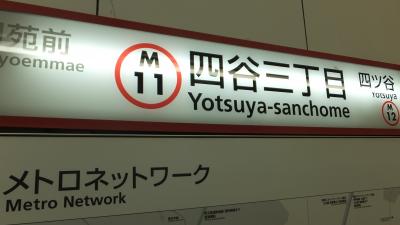 苑前
yoemmae
M
11
四谷三丁目
Yotsuya-sanchome
四ツ谷
Yotsuya
M
12
メトロネットワーク
Metro Network